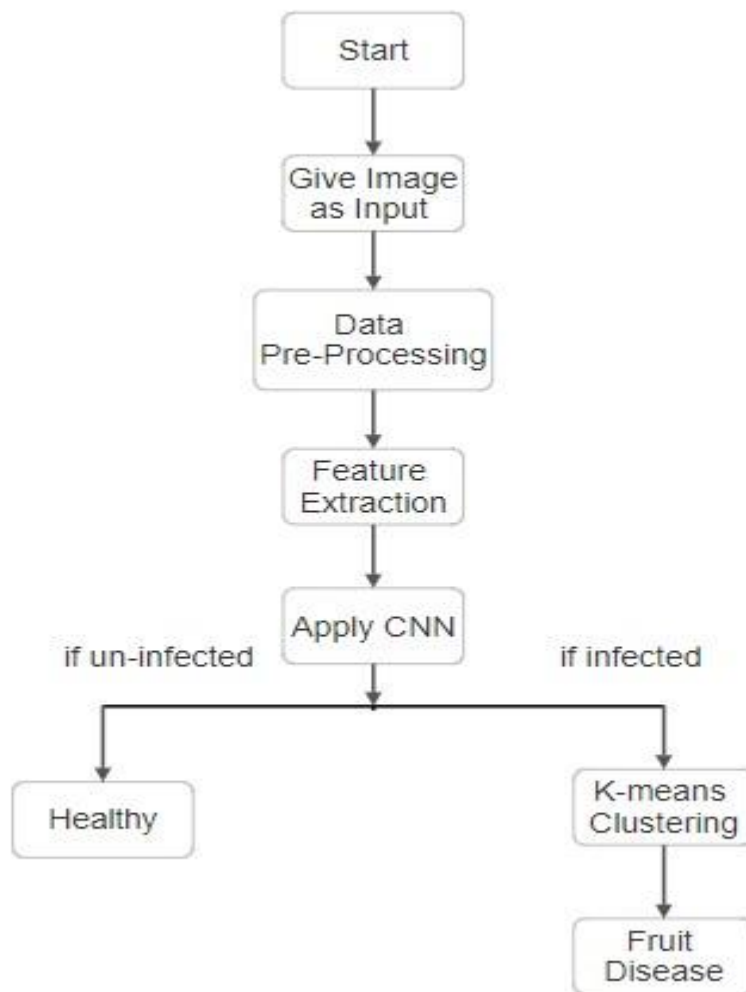 Start
Give Image
as Input
Data
Pre-Processing
Feature
Extraction
Apply CNN
if un-infected
if infected
Healthy
K-means
Clustering
Fruit
Disease